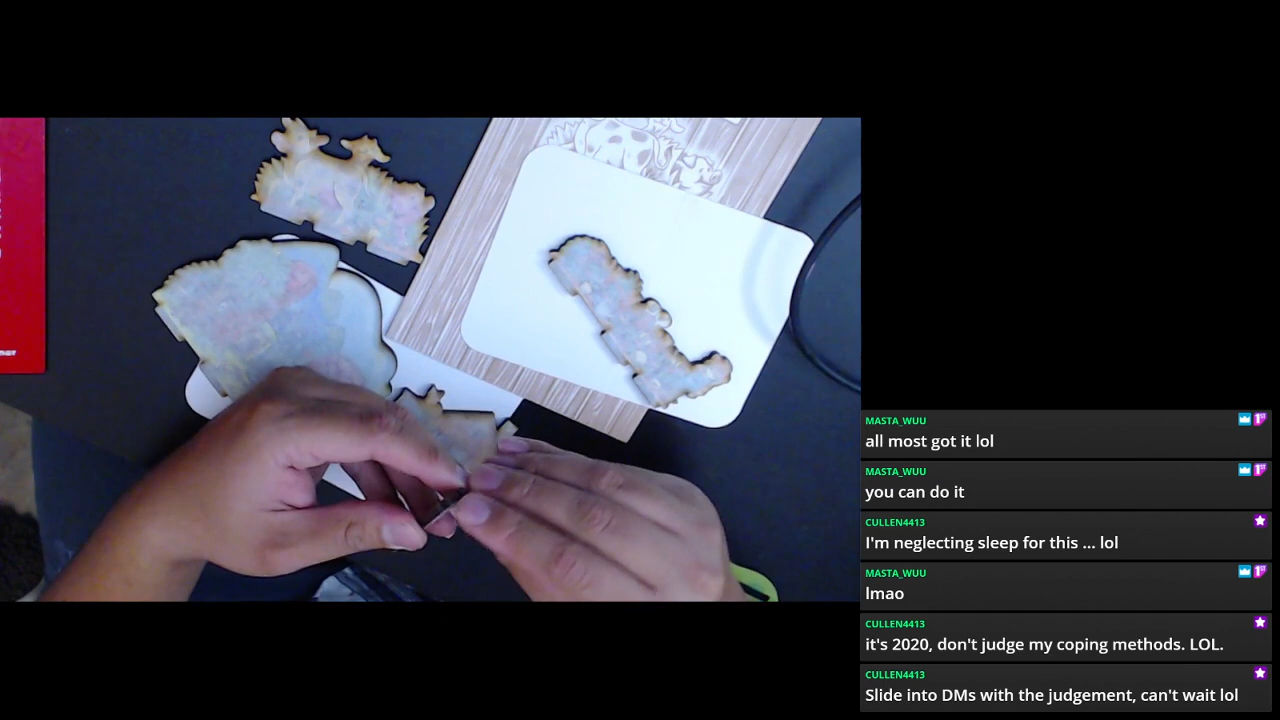 MASTA_WUU
all most got it lol
MASTA_WUU
you can do it
CULLEN4413
I'm neglecting sleep for this ... lol
MASTA_WUU
lmao
CULLEN4413
it's 2020, don't judge my coping methods. LOL.
CULLEN4413
Slide into DMs with the judgement, can't wait lol